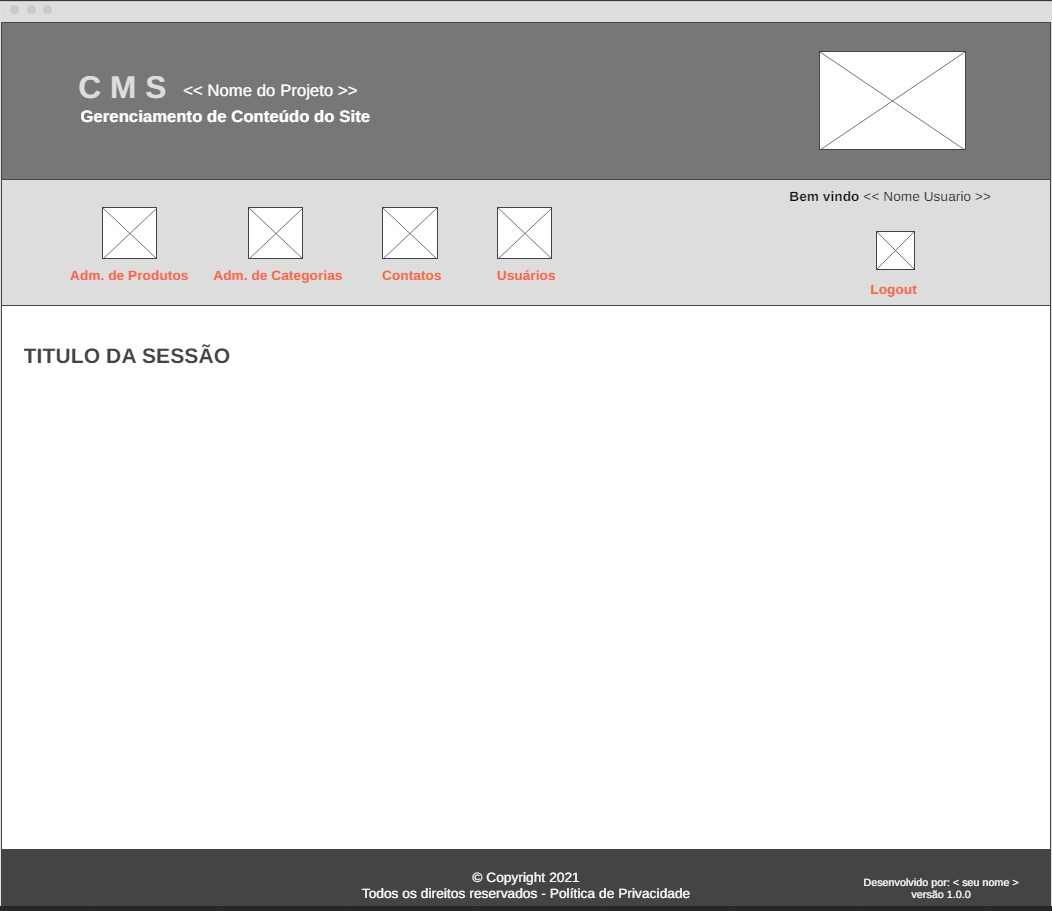 C M S << Nome do Projeto >>
Gerenciamento de Conteúdo do Site
Bem vindo << Nome Usuario >>
Adm. de Produtos
Adm. de Categorias
Contatos
Usuários
Logout
TITULO DA SESSÃO
© Copyright 2021
Todos os direitos reservados - Política de Privacidade
Desenvolvido por: < seu nome >
versão 1.0.0